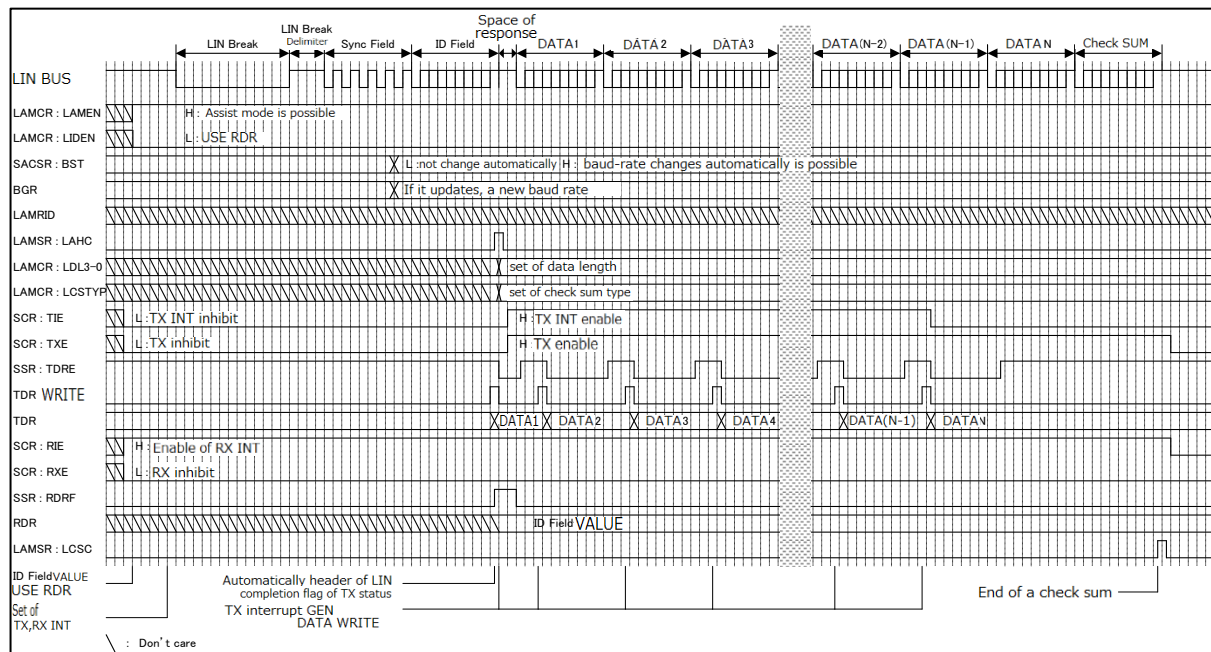 Space of
response
LIN Break
LIN Break
Delimiter
Sync Field
ID Field
DATA1
DATA2
DATA3
DATA(N-2)
DATA(N-1)
DATA N
Check SUM
LIN BUS
LAMCR : LAMEN
H : Assist mode is possible
LAMCR : LIDEN
L : USE RDR
SACSR : BST
L :not change automatically H : baud-rate changes automatically is possible
BGR
If it updates, a new baud rate
LAMRID
LAMSR : LAHC
LAMCR : LDL3-0
set of data length
LAMCR : LCSTYP
set of check sum type
SCR : TIE
L :TX INT inhibit
H :TX INT enable
SCR : TXE
L :TX inhibit
H :TX enable
SSR : TDRE
TDR WRITE
TDR
DATA1
DATA2
DATA3
DATA4
DATA(N-1)
DATAN
SCR : RIE
H : Enable of RX INT
SCR : RXE
L : RX inhibit
SSR : RDRF
RDR
ID Field VALUE
LAMSR : LCSC
ID Field VALUE
USE RDR
Automatically header of LIN
completion flag of TX status
End of a check sum
Set of
TX,RX INT
TX interrupt GEN
DATA WRITE
: Don't care